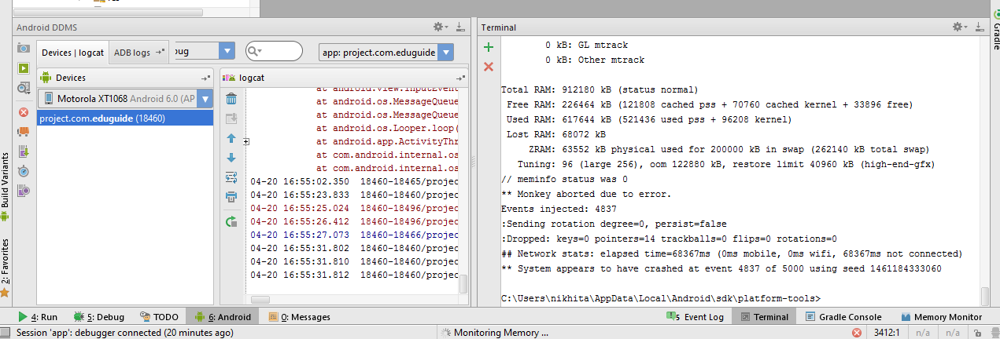 Android DDMS
Devices | logcat
ADB logs
app: project.com.eduguide
Devices
Motorola XT1068 Android 6.0 (AP
project.com.eduguide (18460)
logcat
at android.view.InputEvent
at android.os.MessageQueue
at android.os.MessageQueue
at android.os.Looper.loop(
at android.app.ActivityThr
at com.android.internal.os
at com.android.internal.os
04-20 16:55:02.350 18460-18465/projec
04-20 16:55:23.833 18460-18460/projec
04-20 16:55:25.024 18460-18496/projec
04-20 16:55:26.412 18460-18496/projec
04-20 16:55:27.073 18460-18466/projec
04-20 16:55:31.802 18460-18460/projec
04-20 16:55:31.810 18460-18460/projec
04-20 16:55:31.812 18460-18460/projec
Terminal
0 kB: GL mtrack
0 kB: Other mtrack
Total RAM: 912180 kB (status normal)
Free RAM: 226464 kB (121808 cached pss + 70760 cached kernel + 33896 free)
Used RAM: 617644 kB (521436 used pss + 96208 kernel)
Lost RAM: 68072 kB
ZRAM: 63552 kB physical used for 200000 kB in swap (262140 kB total swap)
Tuning: 96 (large 256), oom 122880 kB, restore limit 40960 kB (high-end-gfx)
// meminfo status was 0
** Monkey aborted due to error.
Events injected: 4837
:Sending rotation degree=0, persist=false
:Dropped: keys=0 pointers=14 trackballs=0 flips=0 rotations=0
## Network stats: elapsed time=68367ms (0ms mobile, 0ms wifi, 68367ms not connected)
** System appears to have crashed at event 4837 of 5000 using seed 1461184333060
C:\Users\nikhita\AppData\Local\Android\sdk\platform-tools>
Gradle
Build Variants
2: Favorites
4: Run
5: Debug
TODO
6: Android
0: Messages
5 Event Log
Terminal
Gradle Console
Memory Monitor
Session 'app': debugger connected (20 minutes ago)
Monitoring Memory ...
3412:1
n/a
n/a